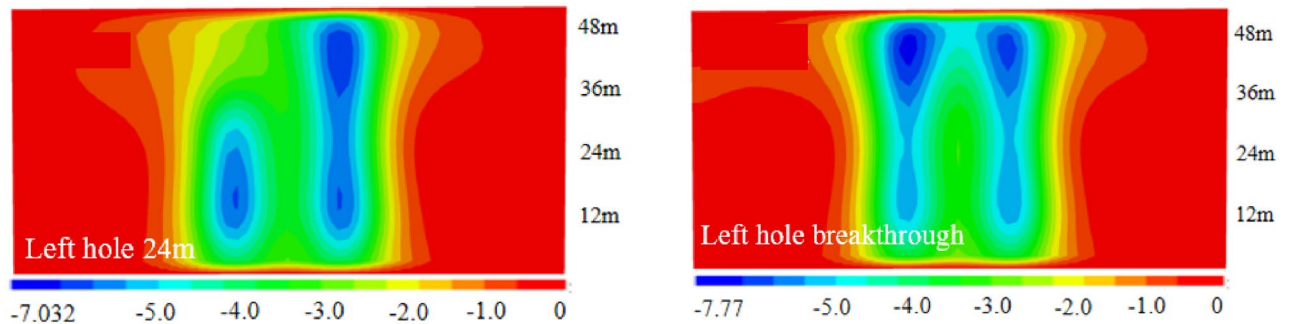 48m
36m
24m
12m
Left hole 24m
-7.032 -5.0 -4.0 -3.0 -2.0 -1.0 0
48m
36m
24m
12m
Left hole breakthrough
-7.77 -5.0 -4.0 -3.0 -2.0 -1.0 0